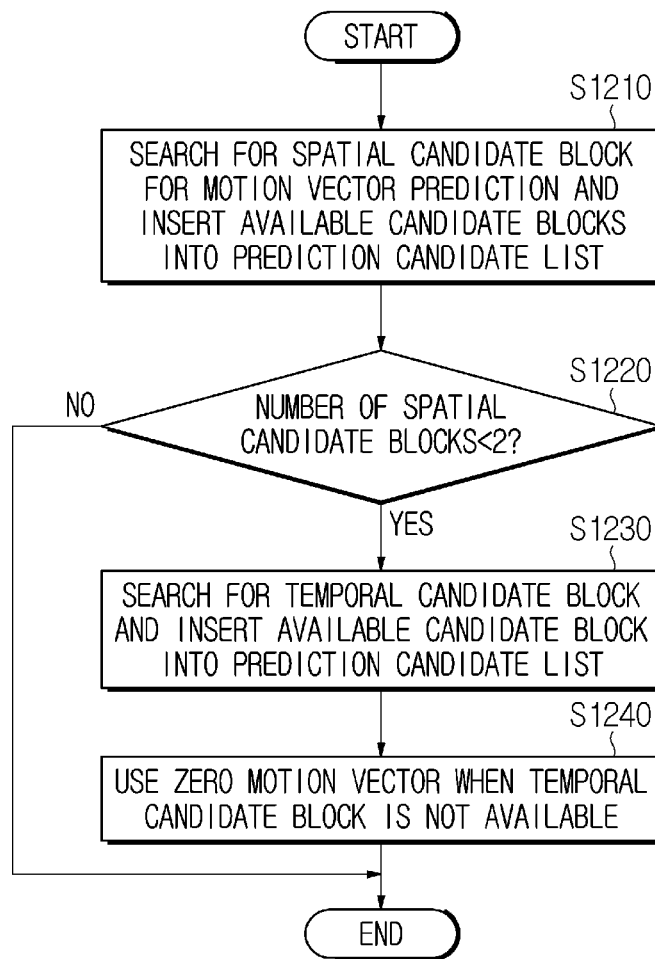 START
S1210
SEARCH FOR SPATIAL CANDIDATE BLOCK
FOR MOTION VECTOR PREDICTION AND
INSERT AVAILABLE CANDIDATE BLOCKS
INTO PREDICTION CANDIDATE LIST
S1220
NO
NUMBER OF SPATIAL
CANDIDATE BLOCKS<2?
YES
S1230
SEARCH FOR TEMPORAL CANDIDATE BLOCK
AND INSERT AVAILABLE CANDIDATE BLOCK
INTO PREDICTION CANDIDATE LIST
S1240
USE ZERO MOTION VECTOR WHEN TEMPORAL
CANDIDATE BLOCK IS NOT AVAILABLE
END